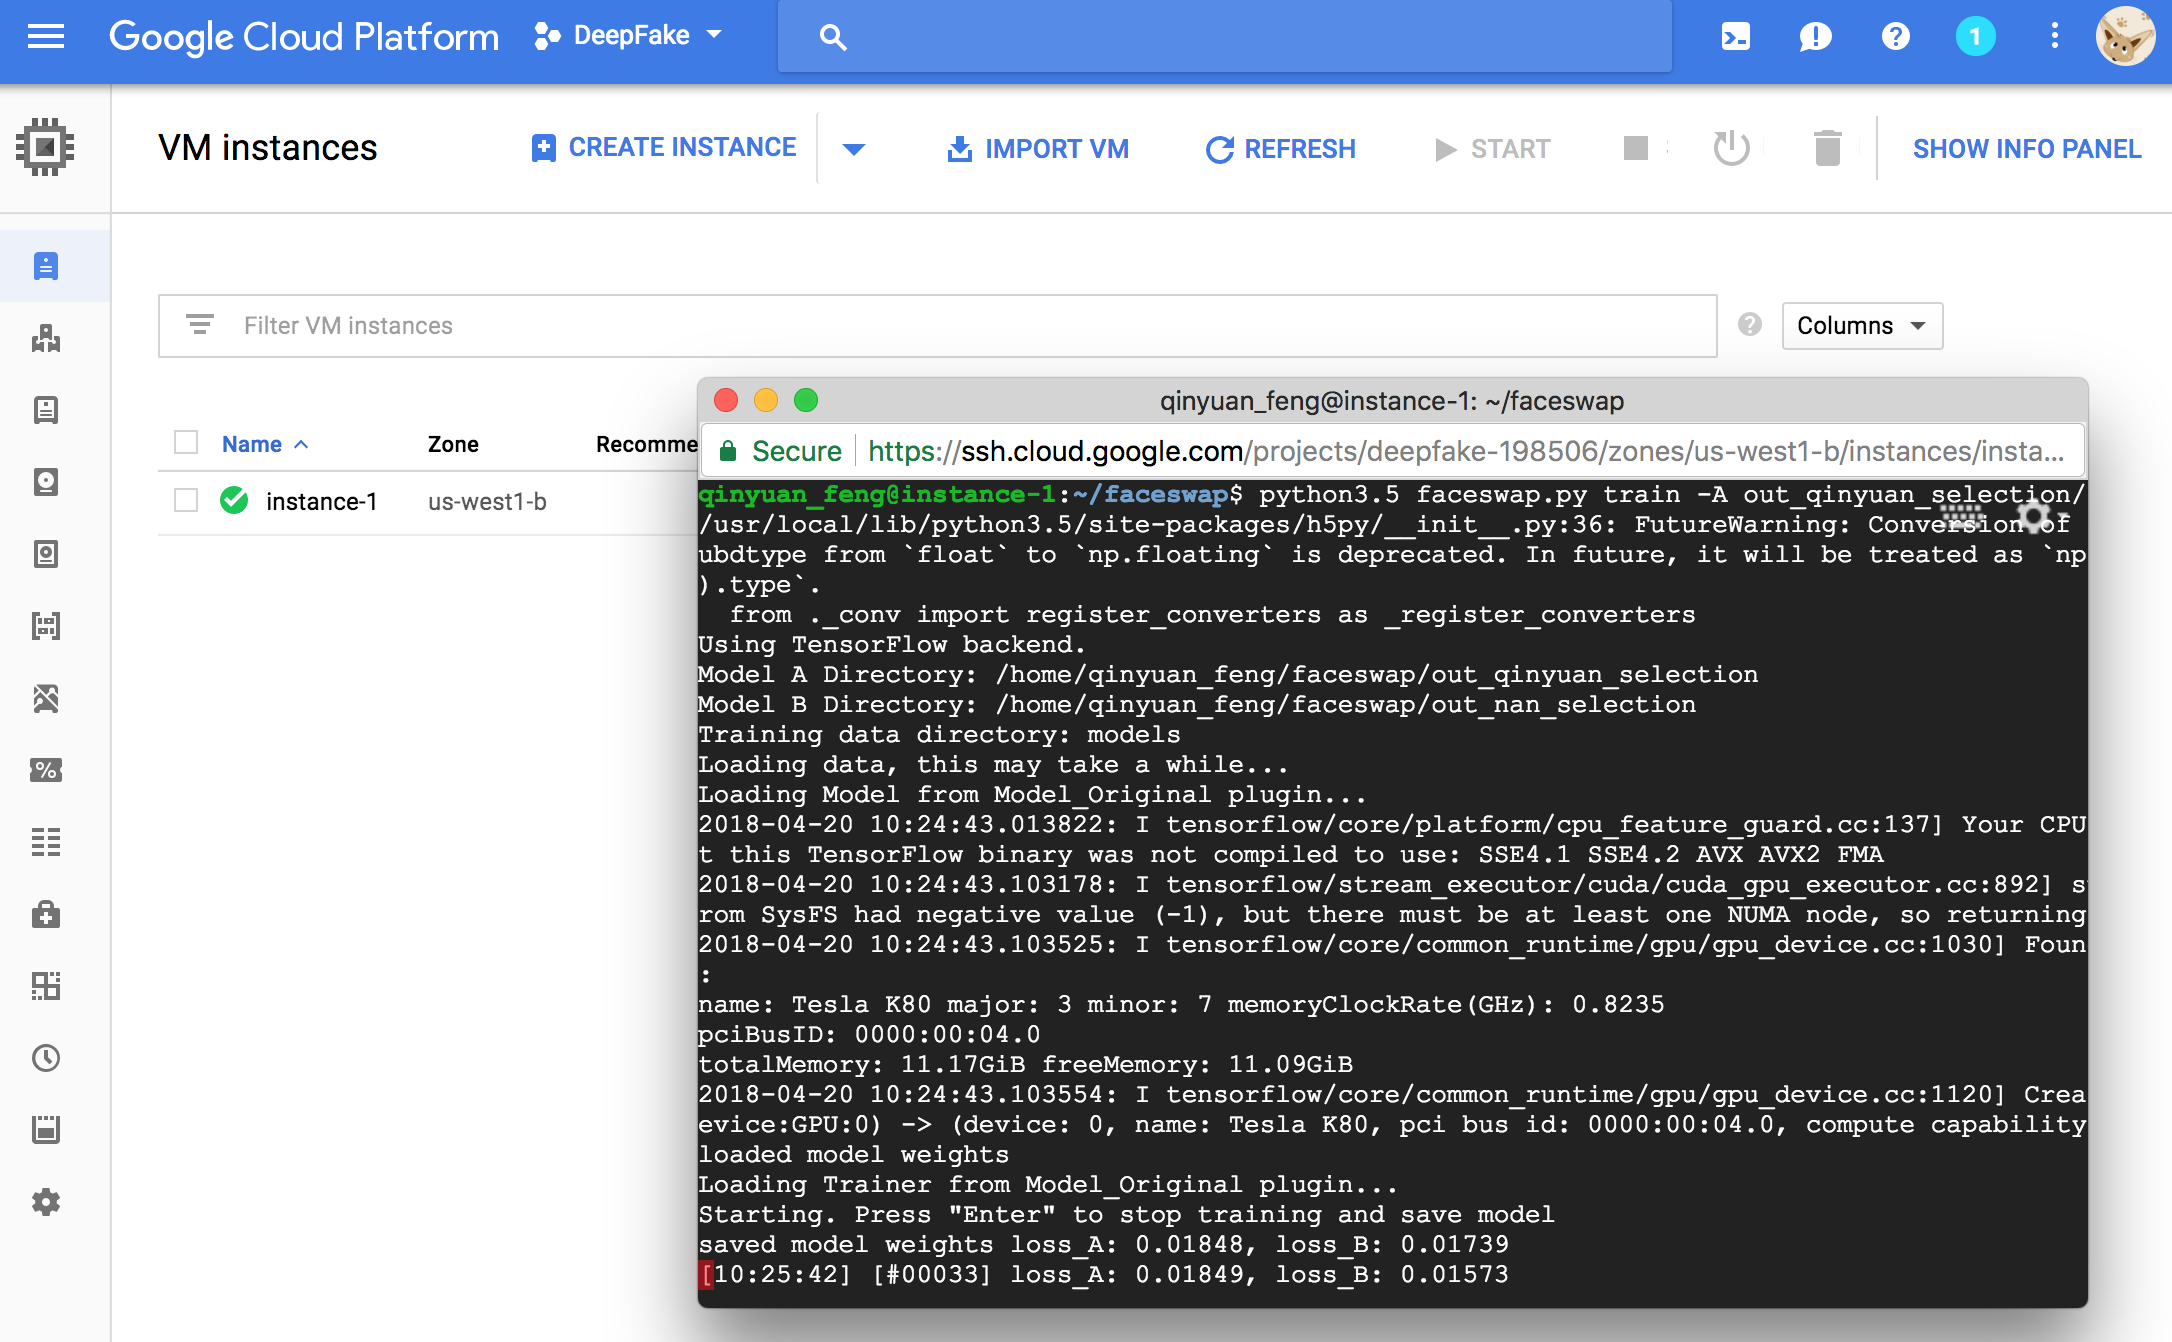 Google Cloud Platform DeepFake 1
VM instances CREATE INSTANCE IMPORT VM REFRESH START SHOW INFO PANEL
Filter VM instances ? Columns
Name Zone Recomme
instance-1 us-west1-b
qinyuan_feng@instance-1: ~/faceswap
Secure https://ssh.cloud.google.com/projects/deepfake-198506/zones/us-west1-b/instances/insta...
qinyuan_feng@instance-1:~/faceswap$ python3.5 faceswap.py train -A out_qinyuan_selection/
/usr/local/lib/python3.5/site-packages/h5py/__init__.py:36: FutureWarning: Conversion of
ubdtype from `float` to `np.floating` is deprecated. In future, it will be treated as `np
).type`.
from ._conv import register_converters as _register_converters
Using TensorFlow backend.
Model A Directory: /home/qinyuan_feng/faceswap/out_qinyuan_selection
Model B Directory: /home/qinyuan_feng/faceswap/out_nan_selection
Training data directory: models
Loading data, this may take a while...
Loading Model from Model_Original plugin...
2018-04-20 10:24:43.013822: I tensorflow/core/platform/cpu_feature_guard.cc:137] Your CPU
t this TensorFlow binary was not compiled to use: SSE4.1 SSE4.2 AVX AVX2 FMA
2018-04-20 10:24:43.103178: I tensorflow/stream_executor/cuda/cuda_gpu_executor.cc:892] s
rom SysFS had negative value (-1), but there must be at least one NUMA node, so returning
2018-04-20 10:24:43.103525: I tensorflow/core/common_runtime/gpu/gpu_device.cc:1030] Foun
:
name: Tesla K80 major: 3 minor: 7 memoryClockRate(GHz): 0.8235
pciBusID: 0000:00:04.0
totalMemory: 11.17GiB freeMemory: 11.09GiB
2018-04-20 10:24:43.103554: I tensorflow/core/common_runtime/gpu/gpu_device.cc:1120] Crea
evice:GPU:0) -> (device: 0, name: Tesla K80, pci bus id: 0000:00:04.0, compute capability
loaded model weights
Loading Trainer from Model_Original plugin...
Starting. Press "Enter" to stop training and save model
saved model weights loss_A: 0.01848, loss_B: 0.01739
[10:25:42] [#00033] loss_A: 0.01849, loss_B: 0.01573